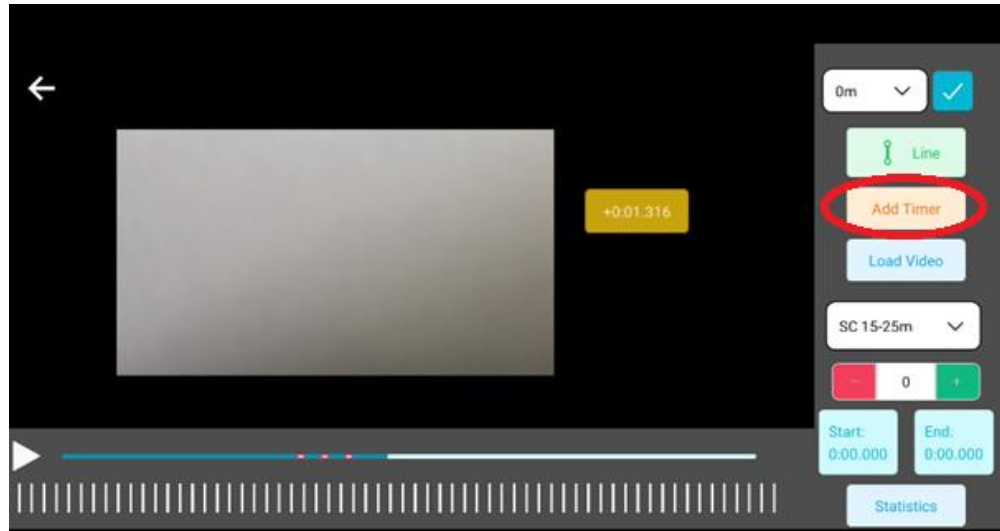 0m
Line
Add Timer
+0:01.316
Load Video
SC 15-25m
- 0 +
Start:
0:00.000
End:
0:00.000
Statistics